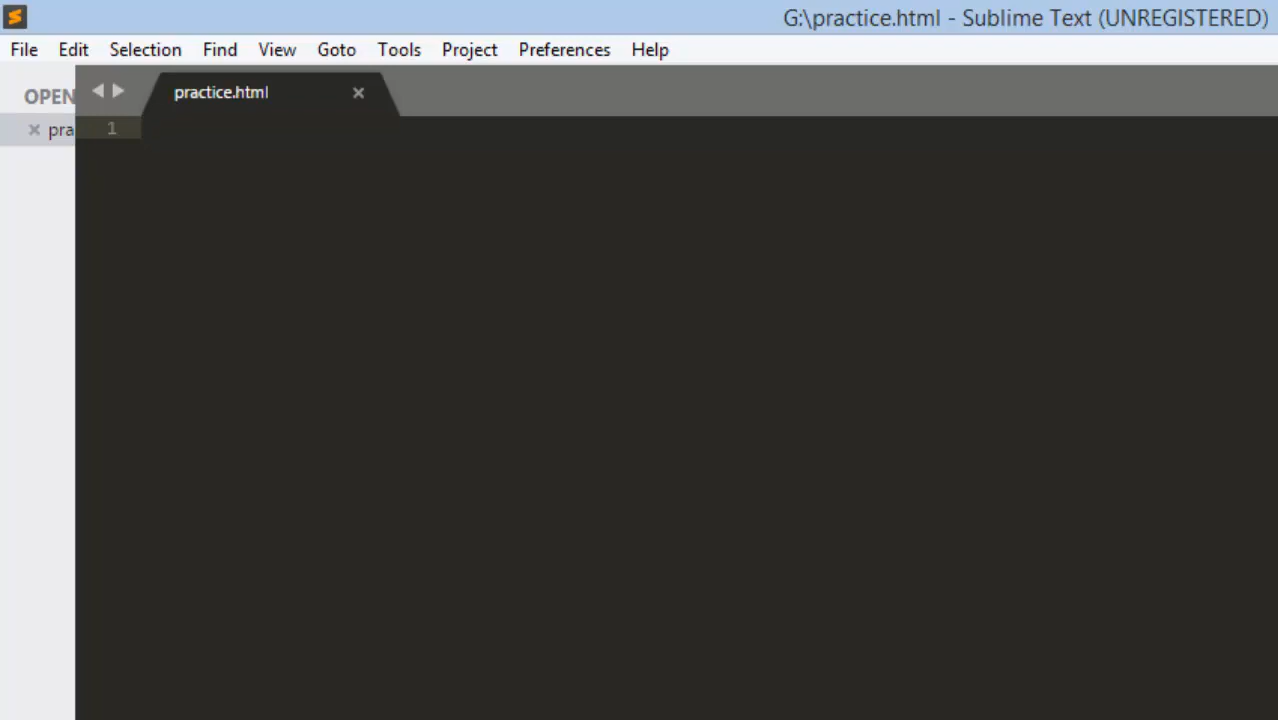 G:\practice.html - Sublime Text (UNREGISTERED)
File Edit Selection Find View Goto Tools Project Preferences Help
OPEN
practice.html
pra
1